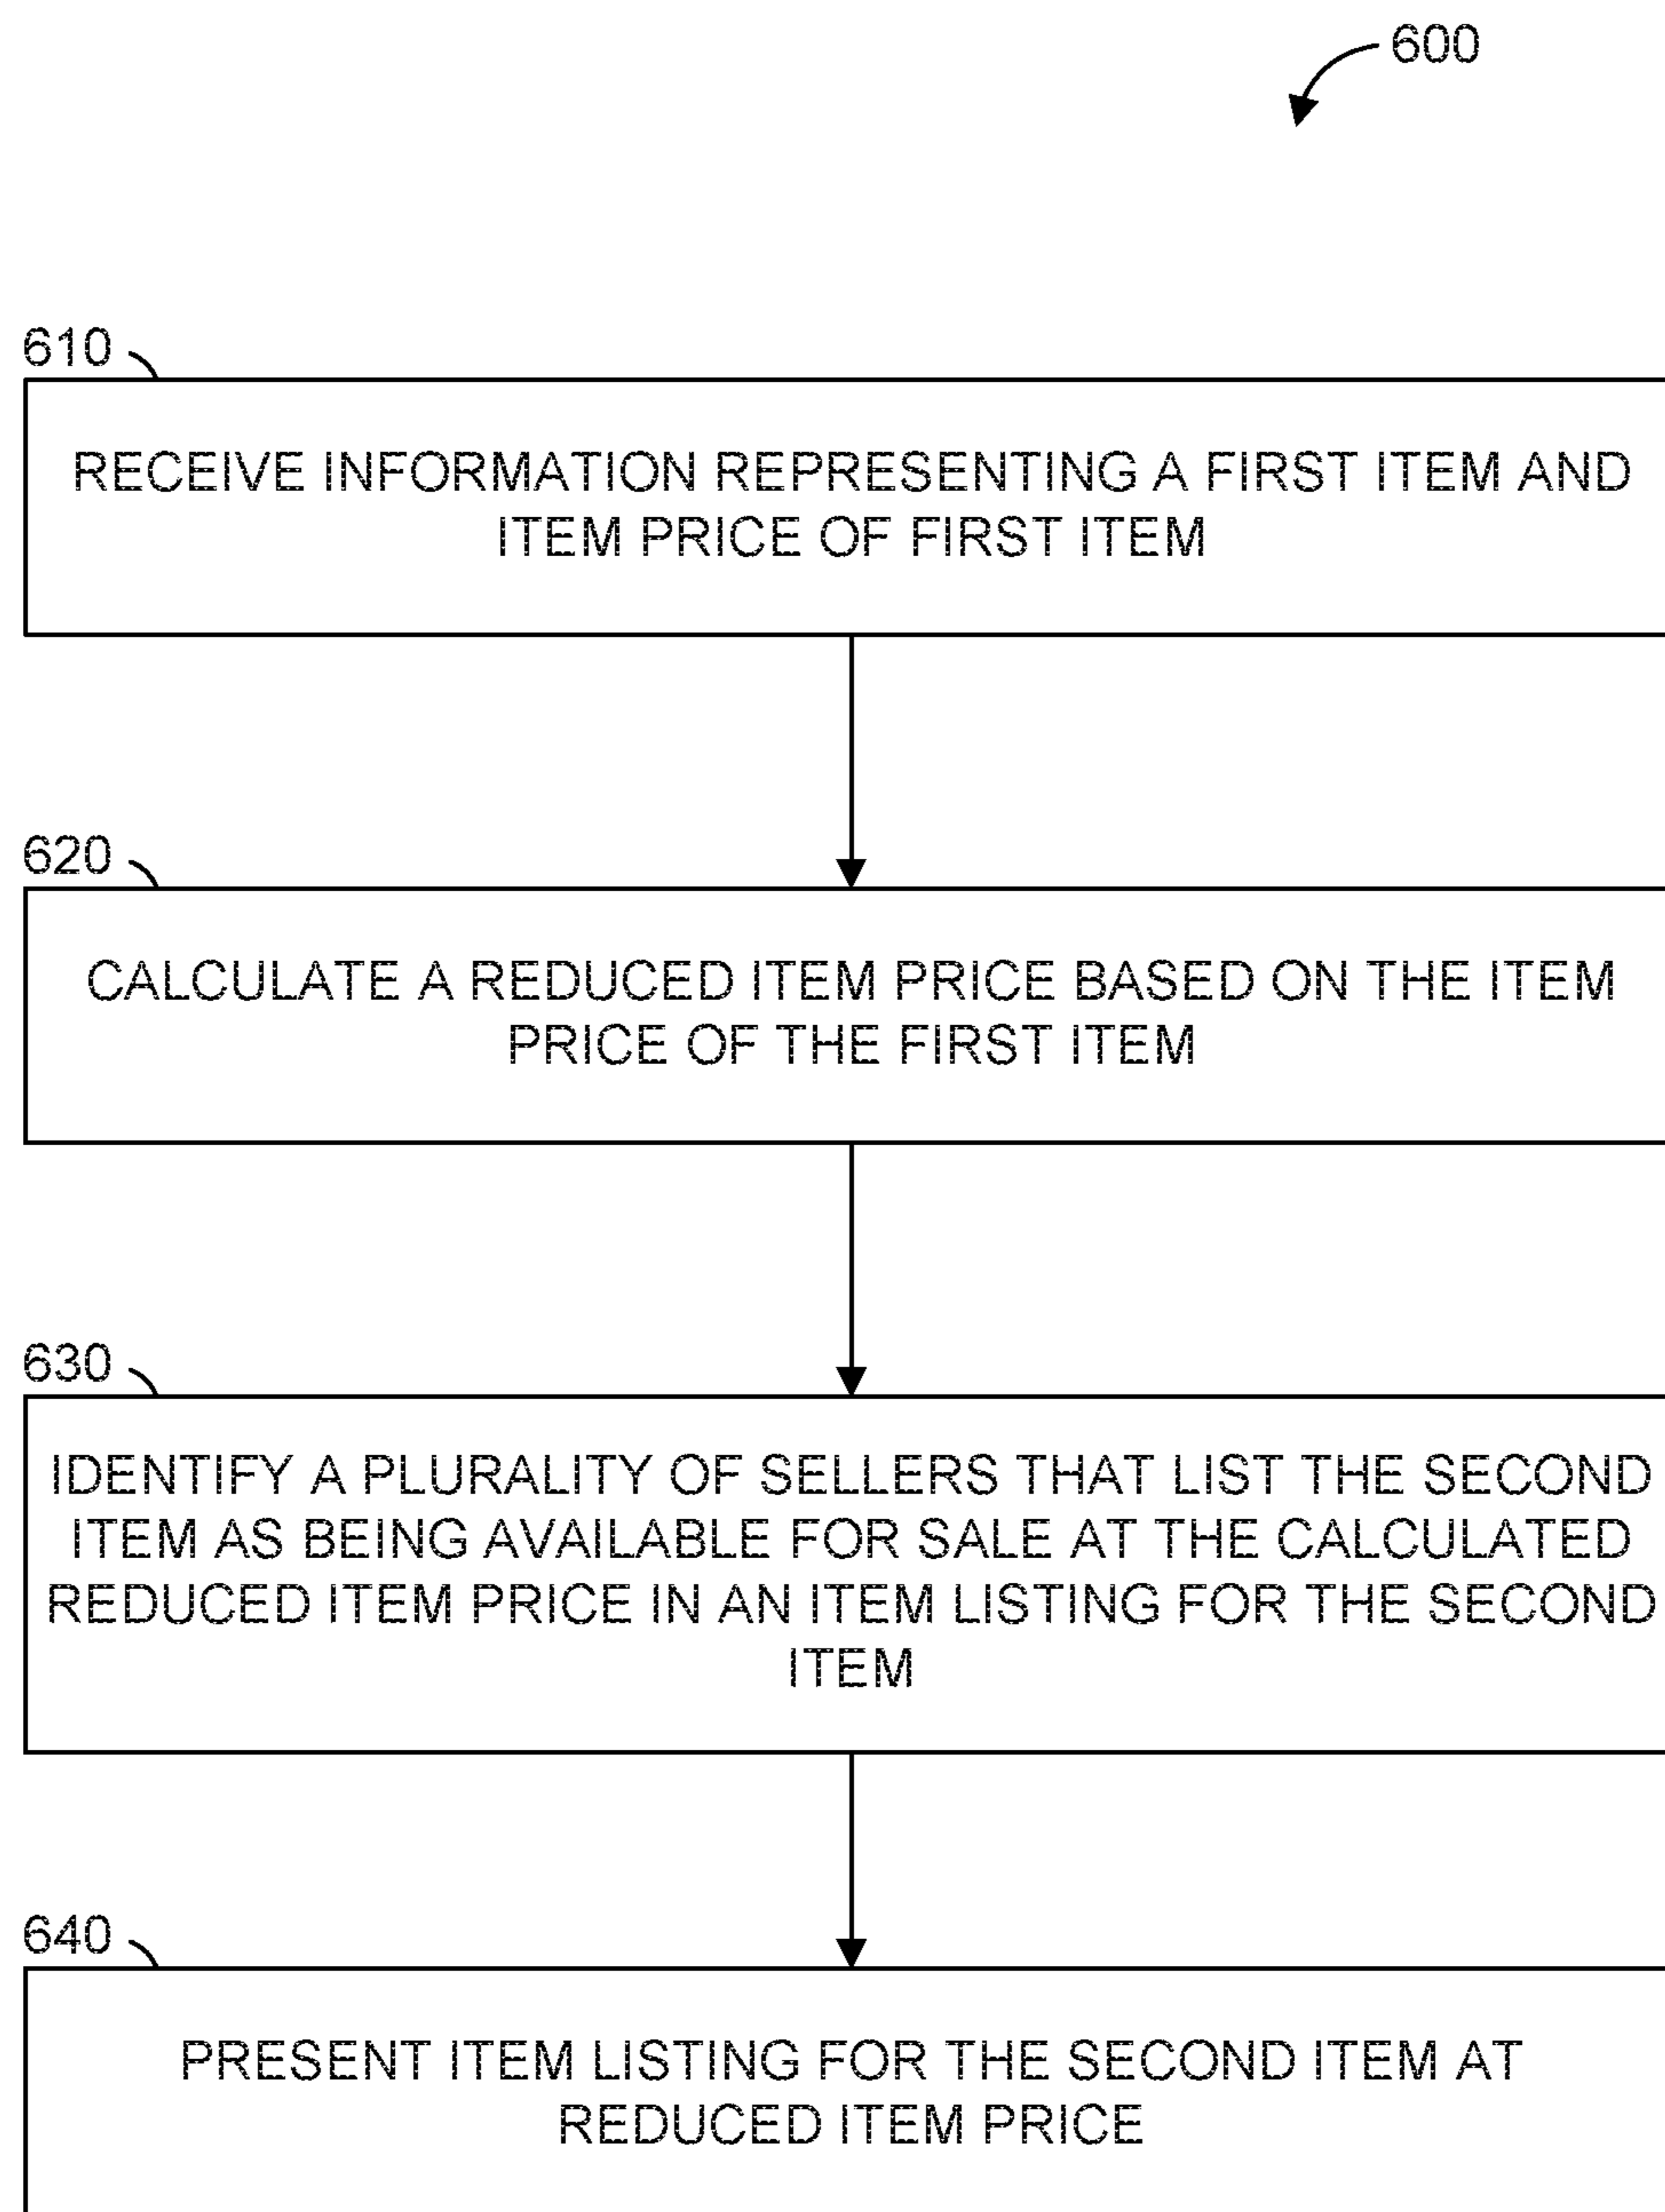 600
610
RECEIVE INFORMATION REPRESENTING A FIRST ITEM AND
ITEM PRICE OF FIRST ITEM
620
CALCULATE A REDUCED ITEM PRICE BASED ON THE ITEM
PRICE OF THE FIRST ITEM
630
IDENTIFY A PLURALITY OF SELLERS THAT LIST THE SECOND
ITEM AS BEING AVAILABLE FOR SALE AT THE CALCULATED
REDUCED ITEM PRICE IN AN ITEM LISTING FOR THE SECOND
ITEM
640
PRESENT ITEM LISTING FOR THE SECOND ITEM AT
REDUCED ITEM PRICE